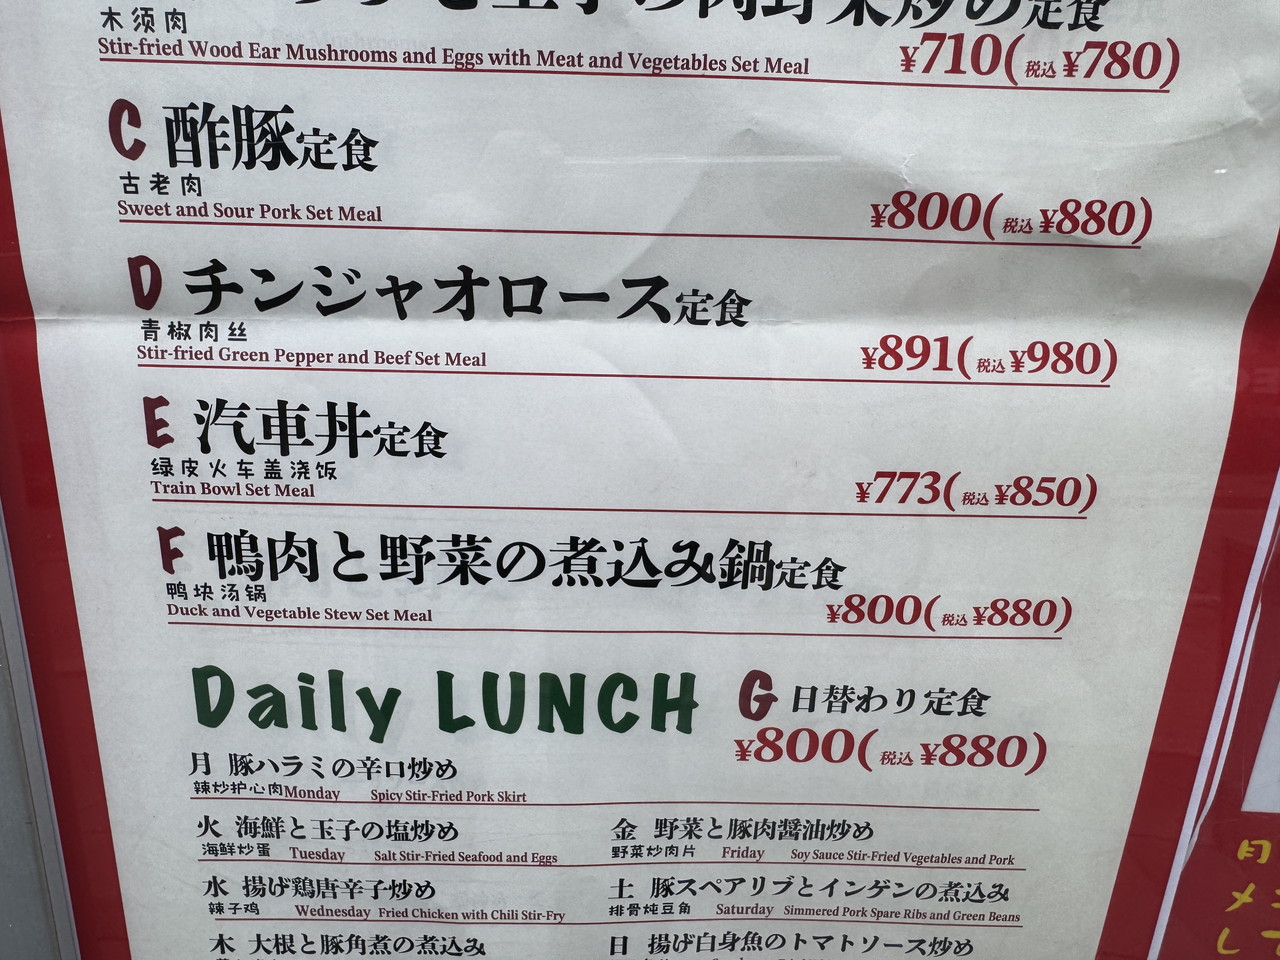 玉子の肉野菜炒め定食
木须肉
Stir-fried Wood Ear Mushrooms and Eggs with Meat and Vegetables Set Meal
¥710(税込¥780)
C 酢豚定食
古老肉
Sweet and Sour Pork Set Meal
¥800(税込¥880)
D チンジャオロース定食
青椒肉丝
Stir-fried Green Pepper and Beef Set Meal
¥891(税込¥980)
E 汽車丼定食
绿皮火车盖浇饭
Train Bowl Set Meal
¥773(税込¥850)
F 鴨肉と野菜の煮込み鍋定食
鸭块汤锅
Duck and Vegetable Stew Set Meal
¥800(税込¥880)
Daily LUNCH G 日替わり定食
¥800(税込¥880)
月 豚ハラミの辛口炒め
辣炒护心肉 Monday Spicy Stir-Fried Pork Skirt
火 海鮮と玉子の塩炒め
海鲜炒蛋 Tuesday Salt Stir-Fried Seafood and Eggs
水 揚げ鶏唐辛子炒め
辣子鸡 Wednesday Fried Chicken with Chili Stir-Fry
木 大根と豚角煮の煮込み
金 野菜と豚肉醤油炒め
野菜炒肉片 Friday Soy Sauce Stir-Fried Vegetables and Pork
土 豚スペアリブとインゲンの煮込み
排骨炖豆角 Saturday Simmered Pork Spare Ribs and Green Beans
日 揚げ白身魚のトマトソース炒め
月
メ
し